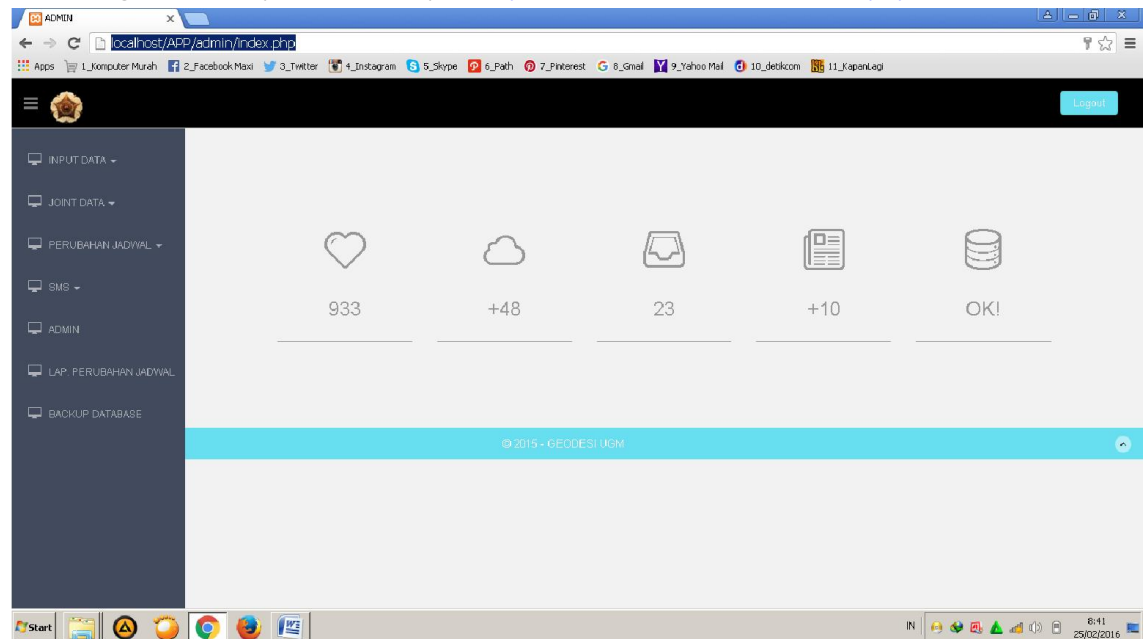 ADMIN
localhost/APP/admin/index.php
Apps 1_Komputer Murah 2_Facebook Maxi 3_Twitter 4_Instagram 5_Skype 6_Path 7_Pinterest 8_Gmail 9_Yahoo Mail 10_detikcom 11_KapanLagi
Logout
INPUT DATA
JOINT DATA
PERUBAHAN JADWAL
SMS
ADMIN
LAP. PERUBAHAN JADWAL
BACKUP DATABASE
933 +48 23 +10 OK!
© 2015 - GEODESI UGM
Start IN 8:41
25/02/2016